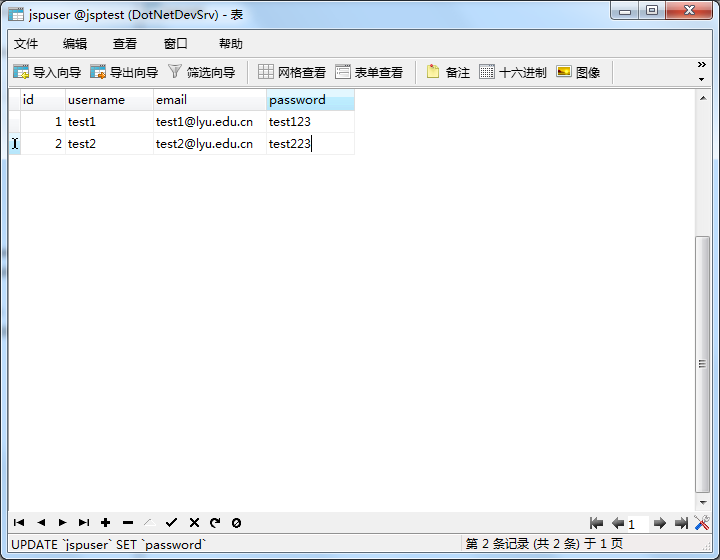 jspuser @jsptest (DotNetDevSrv) - 表
文件 编辑 查看 窗口 帮助
导入向导 导出向导 筛选向导 网格查看 表单查看 备注 十六进制 图像
id username email password
1 test1 test1@lyu.edu.cn test123
2 test2 test2@lyu.edu.cn test223
1
UPDATE `jspuser` SET `password` 第 2 条记录 (共 2 条) 于 1 页